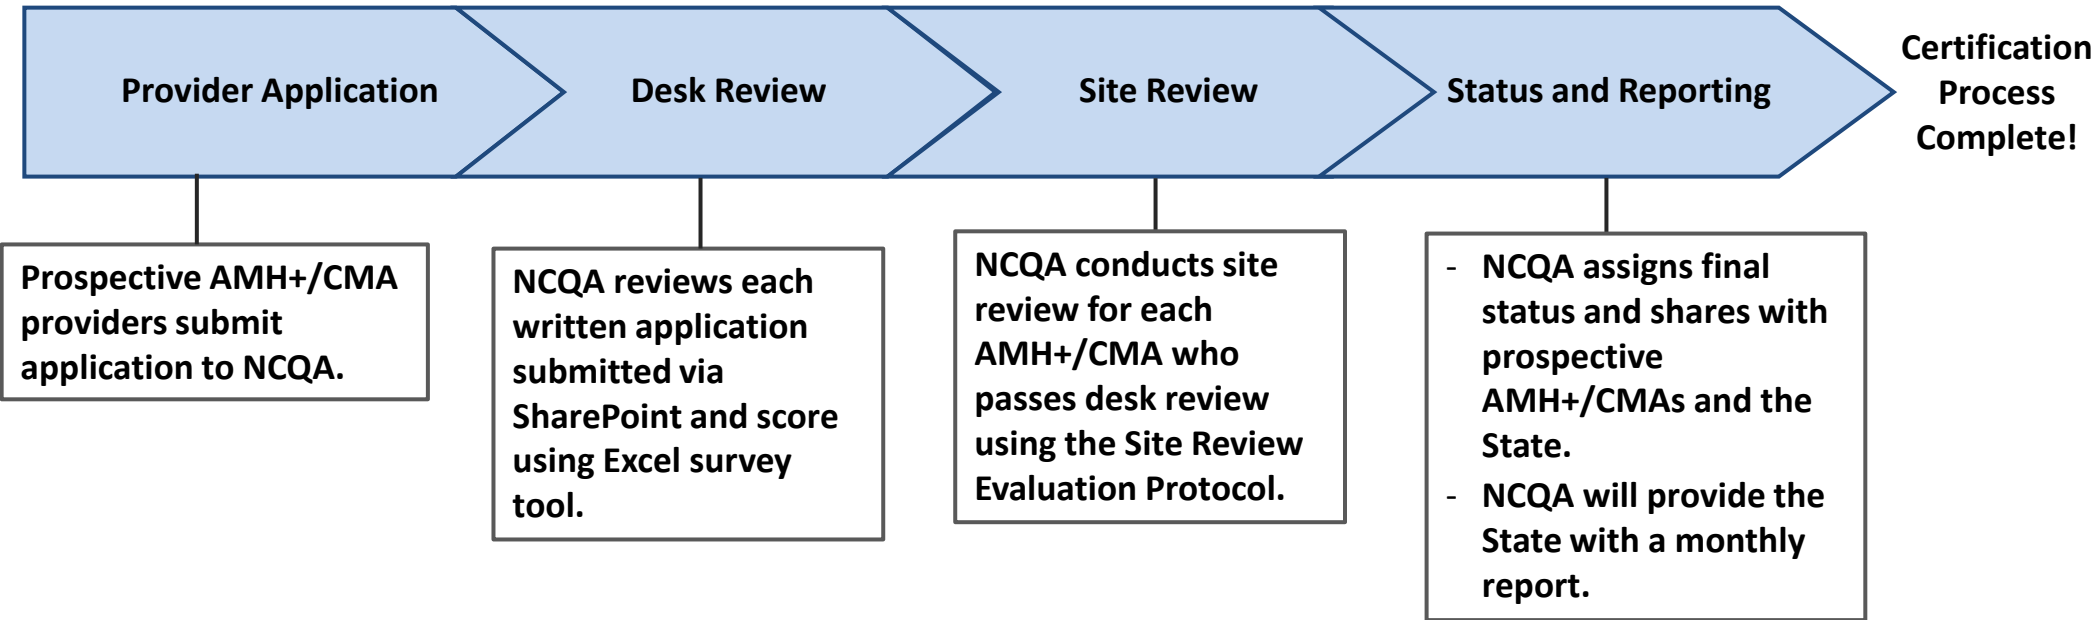 Provider Application
Desk Review
Site Review
Status and Reporting
Certification
Process
Complete!
Prospective AMH+/CMA
providers submit
application to NCQA.
NCQA reviews each
written application
submitted via
SharePoint and score
using Excel survey
tool.
NCQA conducts site
review for each
AMH+/CMA who
passes desk review
using the Site Review
Evaluation Protocol.
- NCQA assigns final
status and shares with
prospective
AMH+/CMAs and the
State.
- NCQA will provide the
State with a monthly
report.